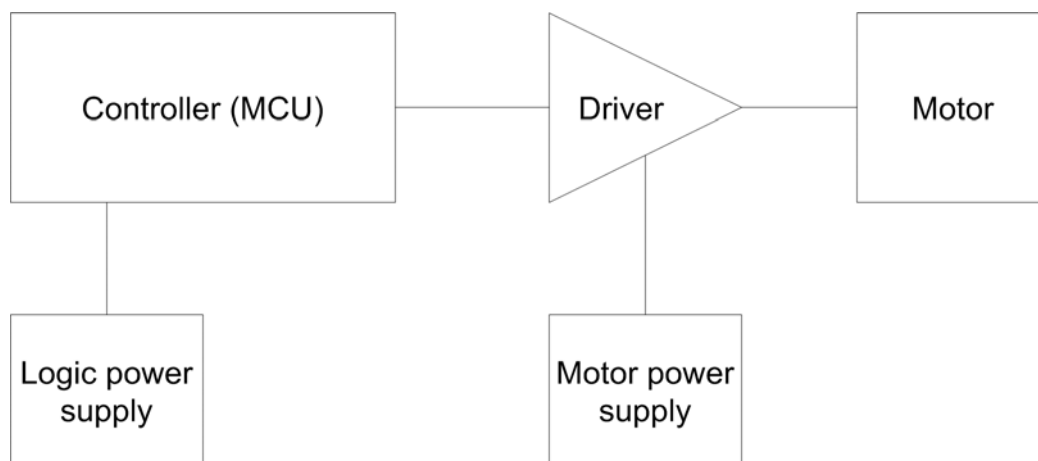 Controller (MCU)
Driver
Motor
Logic power
supply
Motor power
supply